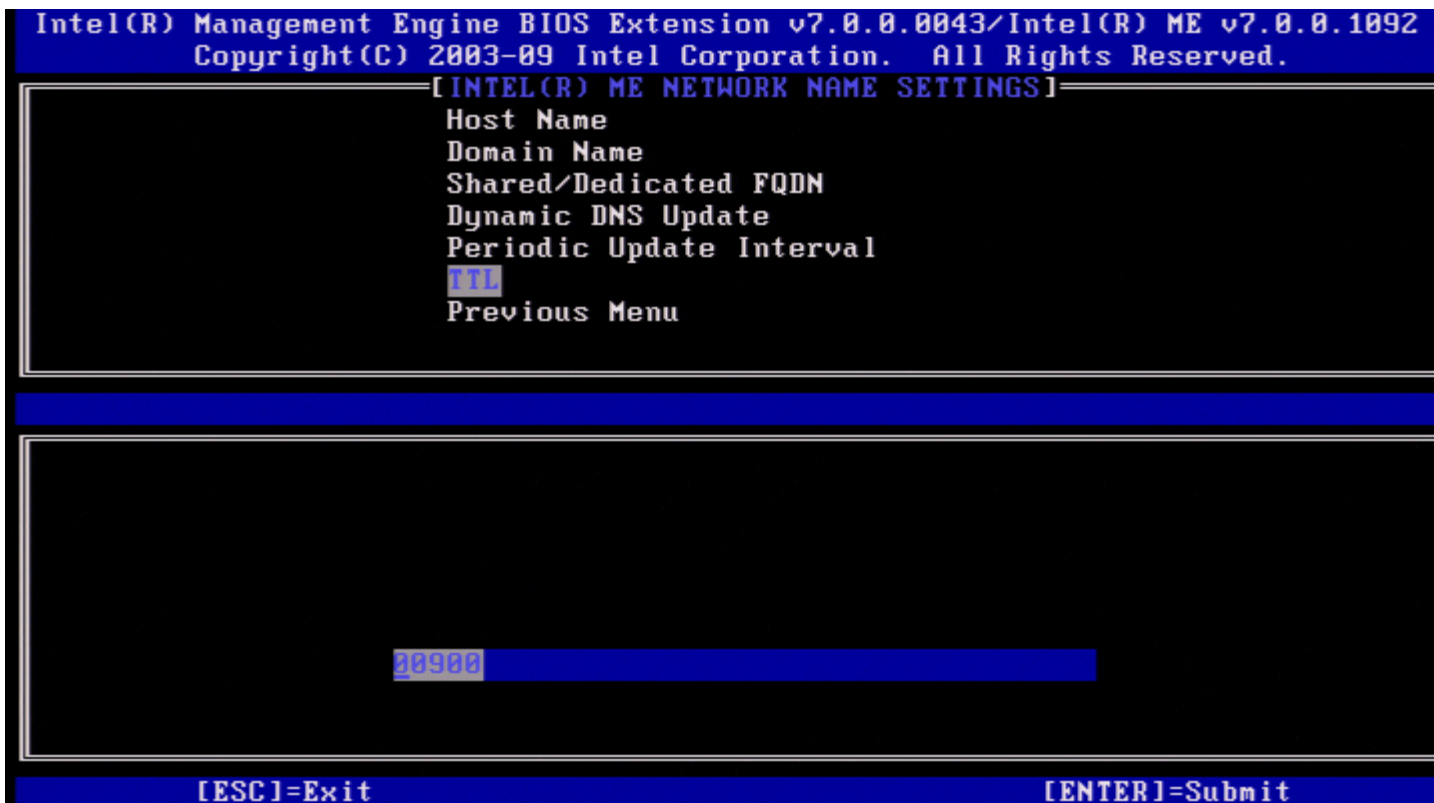 Intel(R) Management Engine BIOS Extension v7.0.0.0043/Intel(R) ME v7.0.0.1092
Copyright(C) 2003-09 Intel Corporation. All Rights Reserved.
[INTEL(R) ME NETWORK NAME SETTINGS]
Host Name
Domain Name
Shared/Dedicated FQDN
Dynamic DNS Update
Periodic Update Interval
TTL
Previous Menu
00900
[ESC]=Exit [ENTER]=Submit